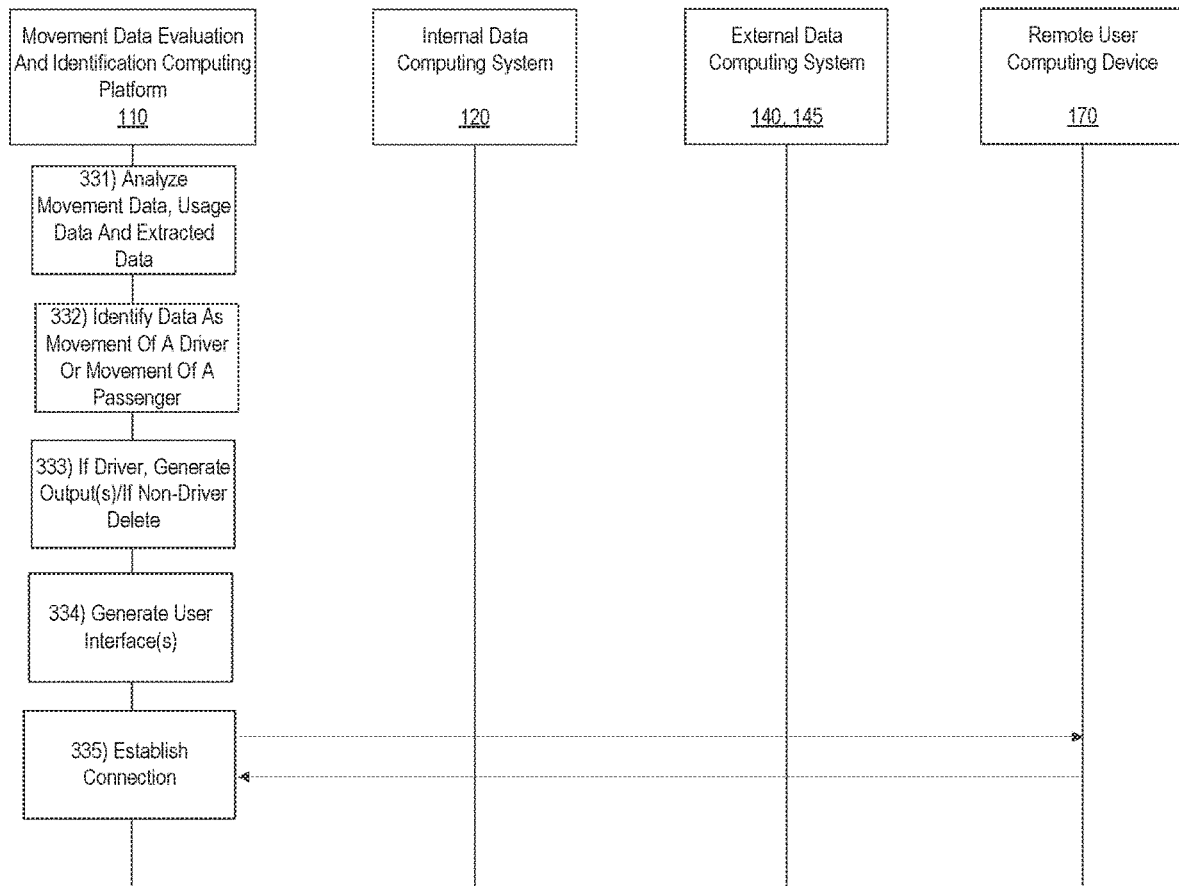 Movement Data Evaluation
And Identification Computing
Platform
110
Internal Data
Computing System
120
External Data
Computing System
140, 145
Remote User
Computing Device
170
331) Analyze
Movement Data, Usage
Data And Extracted
Data
332) Identify Data As
Movement Of A Driver
Or Movement Of A
Passenger
333) If Driver, Generate
Output(s)/If Non-Driver
Delete
334) Generate User
Interface(s)
335) Establish
Connection